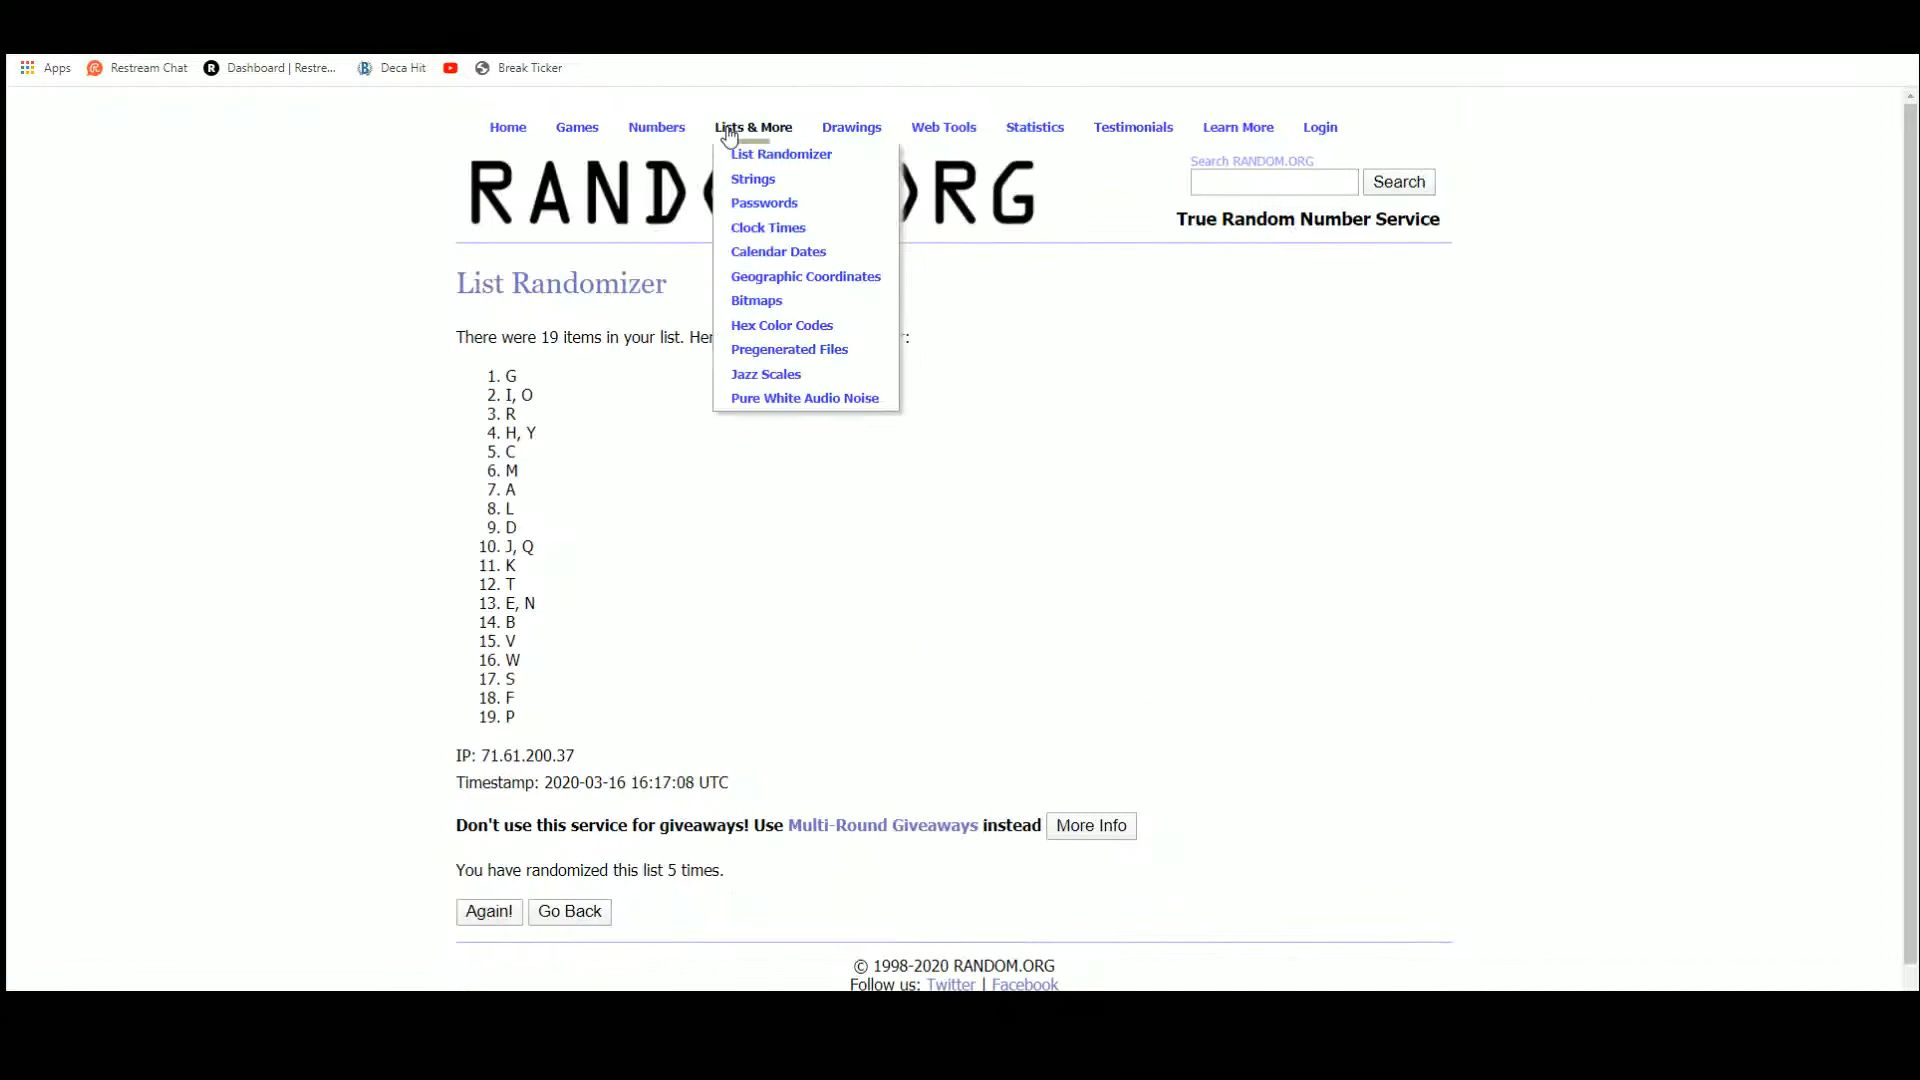 Apps Restream Chat Dashboard | Restre... Deca Hit Break Ticker
Home Games Numbers Lists & More Drawings Web Tools Statistics Testimonials Learn More Login
List Randomizer
Strings
Passwords
Clock Times
Calendar Dates
Geographic Coordinates
Bitmaps
Hex Color Codes
Pregenerated Files
Jazz Scales
Pure White Audio Noise
Search RANDOM.ORG
Search
True Random Number Service
List Randomizer
There were 19 items in your list. Her :
1. G
2. I, O
3. R
4. H, Y
5. C
6. M
7. A
8. L
9. D
10. J, Q
11. K
12. T
13. E, N
14. B
15. V
16. W
17. S
18. F
19. P
IP: 71.61.200.37
Timestamp: 2020-03-16 16:17:08 UTC
Don't use this service for giveaways! Use Multi-Round Giveaways instead More Info
You have randomized this list 5 times.
Again! Go Back
© 1998-2020 RANDOM.ORG
Follow us: Twitter | Facebook